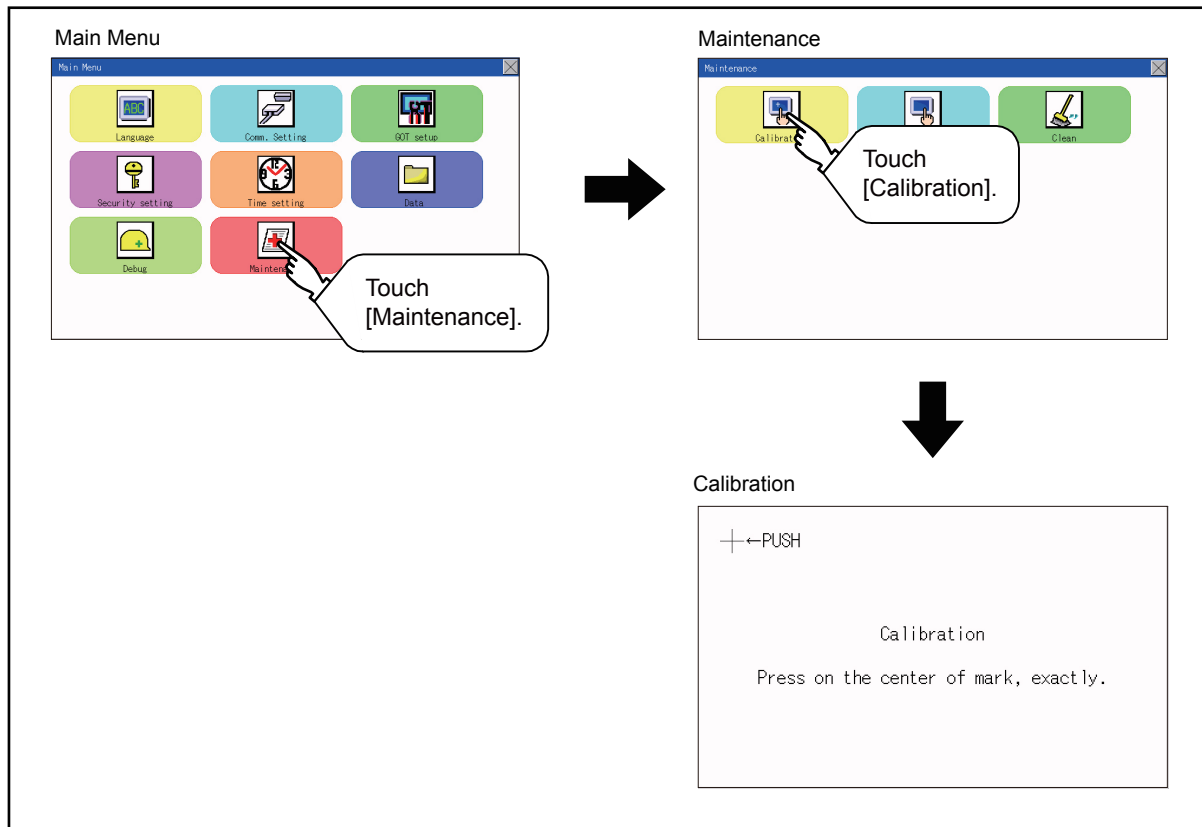 Main Menu
Main Menu
ABC
Language
Comm. Setting
GOT setup
Security setting
Time setting
Data
Debug
Touch
[Maintenance].
Maintenance
Maintenance
Clean
Touch
[Calibration].
Calibration
←PUSH
Calibration
Press on the center of mark, exactly.